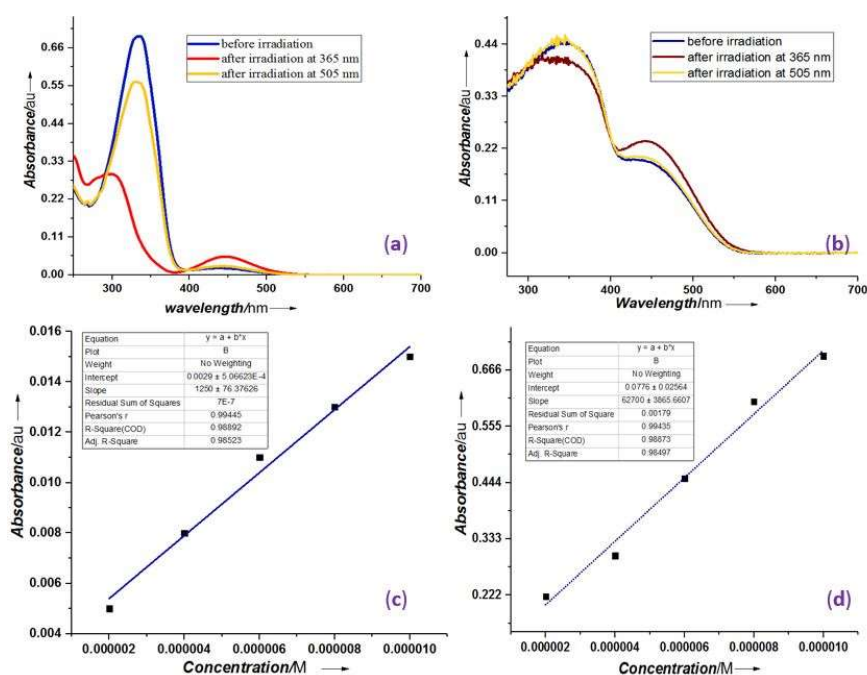 Absorbance/au
0.66
0.55
0.44
0.33
0.22
0.11
0.00
before irradiation
after irradiation at 365 nm
after irradiation at 505 nm
(a)
300 400 500 600 700
wavelength/nm
Absorbance/au
0.44
0.33
0.22
0.11
0.00
before irradiation
after irradiation at 365 nm
after irradiation at 505 nm
(b)
300 400 500 600 700
Wavelength/nm
Absorbance/au
0.016
0.014
0.012
0.010
0.008
0.006
0.004
Equation y = a + b*x
Plot B
Weight No Weighting
Intercept 0.0029 ± 5.06623E-4
Slope 1250 ± 76.37626
Residual Sum of Squares 7E-7
Pearson's r 0.99445
R-Square(COD) 0.98892
Adj. R-Square 0.98523
(c)
0.000002 0.000004 0.000006 0.000008 0.000010
Concentration/M
Absorbance/au
0.666
0.555
0.444
0.333
0.222
Equation y = a + b*x
Plot B
Weight No Weighting
Intercept 0.0776 ± 0.02564
Slope 62700 ± 3865.6607
Residual Sum of Square 0.00179
Pearson's r 0.99435
R-Square(COD) 0.98873
Adj. R-Square 0.98497
(d)
0.000002 0.000004 0.000006 0.000008 0.000010
Concentration/M